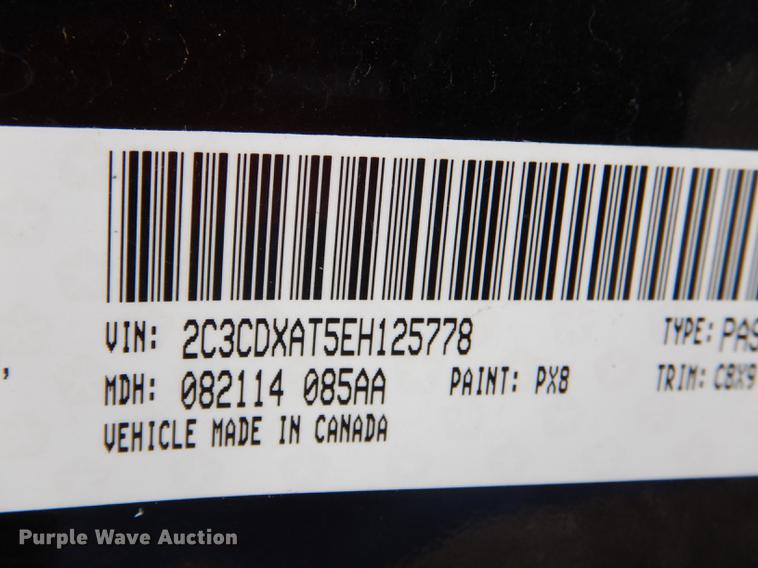 VIN: 2C3CDXAT5EH125778 TYPE: PAS
MDH: 082114 085AA PAINT: PX8 TRIM: CBX9
VEHICLE MADE IN CANADA
Purple Wave Auction